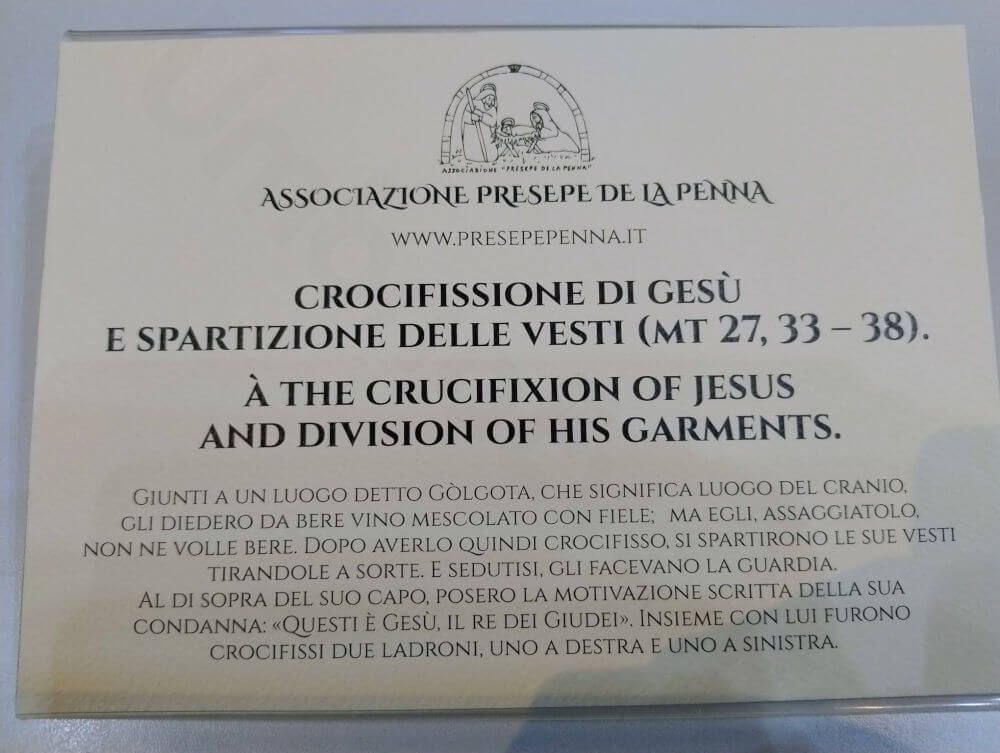 ASSOCIAZIONE "PRESEPE DE LA PENNA"
ASSOCIAZIONE PRESEPE DE LA PENNA
WWW.PRESEPEPENNA.IT
CROCIFISSIONE DI GESÙ
E SPARTIZIONE DELLE VESTI (MT 27, 33 – 38).
À THE CRUCIFIXION OF JESUS
AND DIVISION OF HIS GARMENTS.
GIUNTI A UN LUOGO DETTO GÒLGOTA, CHE SIGNIFICA LUOGO DEL CRANIO,
GLI DIEDERO DA BERE VINO MESCOLATO CON FIELE; MA EGLI, ASSAGGIATOLO,
NON NE VOLLE BERE. DOPO AVERLO QUINDI CROCIFISSO, SI SPARTIRONO LE SUE VESTI
TIRANDOLE A SORTE. E SEDUTISI, GLI FACEVANO LA GUARDIA.
AL DI SOPRA DEL SUO CAPO, POSERO LA MOTIVAZIONE SCRITTA DELLA SUA
CONDANNA: «QUESTI È GESÙ, IL RE DEI GIUDEI». INSIEME CON LUI FURONO
CROCIFISSI DUE LADRONI, UNO A DESTRA E UNO A SINISTRA.